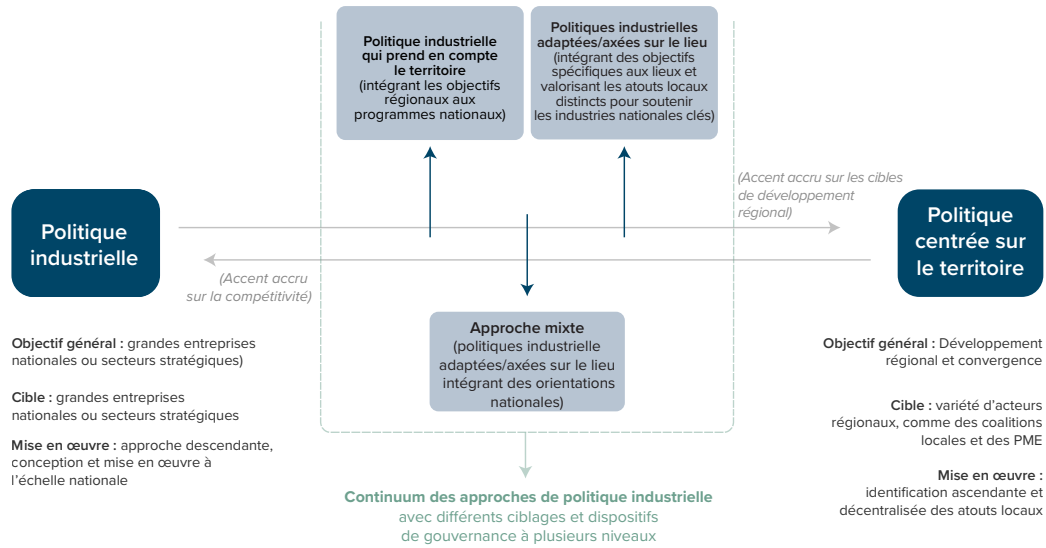 Politique industrielle
qui prend en compte
le territoire
(intégrant les objectifs
régionaux aux
programmes nationaux)
Politiques industrielles
adaptées/axées sur le lieu
(intégrant des objectifs
spécifiques aux lieux et
valorisant les atouts locaux
distincts pour soutenir
les industries nationales clés)
(Accent accru sur les cibles
de développement
régional)
Politique
industrielle
Politique
centrée sur
le territoire
(Accent accru
sur la compétitivité)
Approche mixte
(politiques industrielle
adaptées/axées sur le lieu
intégrant des orientations
nationales)
Objectif général : grandes entreprises
nationales ou secteurs stratégiques)
Cible : grandes entreprises
nationales ou secteurs stratégiques
Mise en œuvre : approche descendante,
conception et mise en œuvre à
l’échelle nationale
Objectif général : Développement
régional et convergence
Cible : variété d’acteurs
régionaux, comme des coalitions
locales et des PME
Mise en œuvre :
identification ascendante et
décentralisée des atouts locaux
Continuum des approches de politique industrielle
avec différents ciblages et dispositifs
de gouvernance à plusieurs niveaux